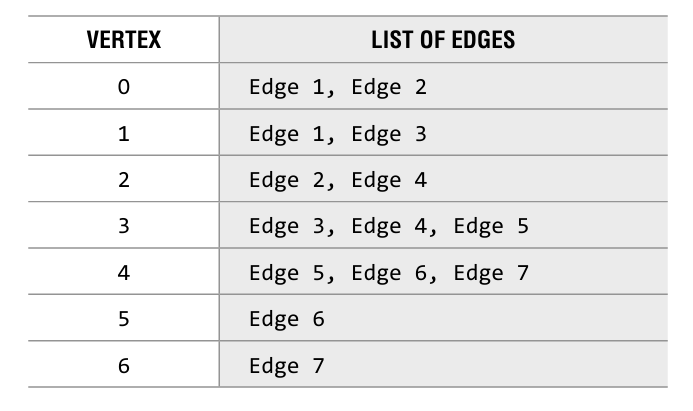 VERTEX LIST OF EDGES
0 Edge 1, Edge 2
1 Edge 1, Edge 3
2 Edge 2, Edge 4
3 Edge 3, Edge 4, Edge 5
4 Edge 5, Edge 6, Edge 7
5 Edge 6
6 Edge 7